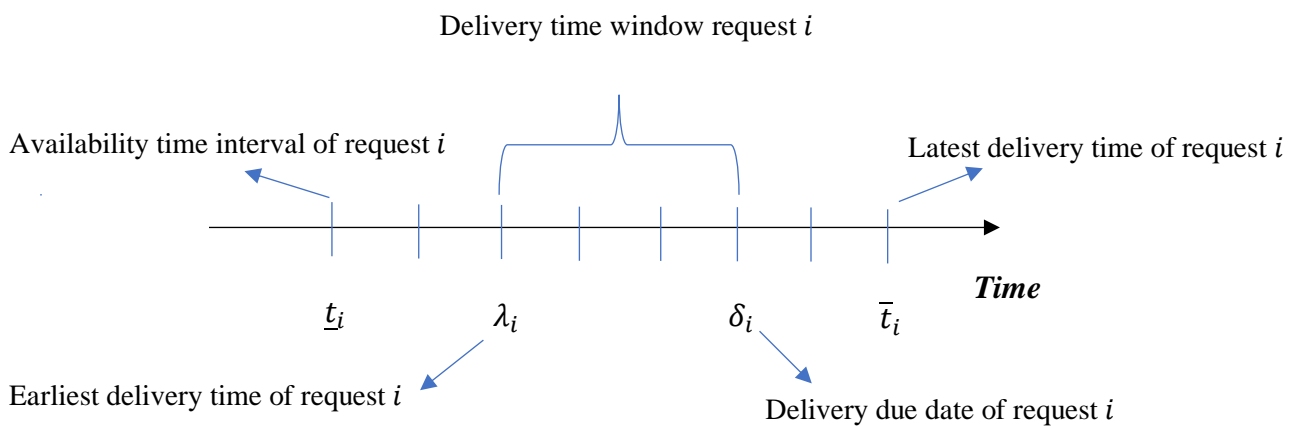 Delivery time window request 𝑖
Availability time interval of request 𝑖
Latest delivery time of request 𝑖
Time
t̲ᵢ
λᵢ
δᵢ
t̅ᵢ
Earliest delivery time of request 𝑖
Delivery due date of request 𝑖